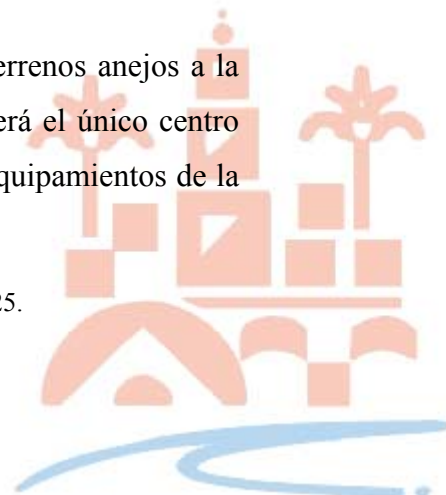 errenos anejos a la
erá el único centro
quipamientos de la
25.